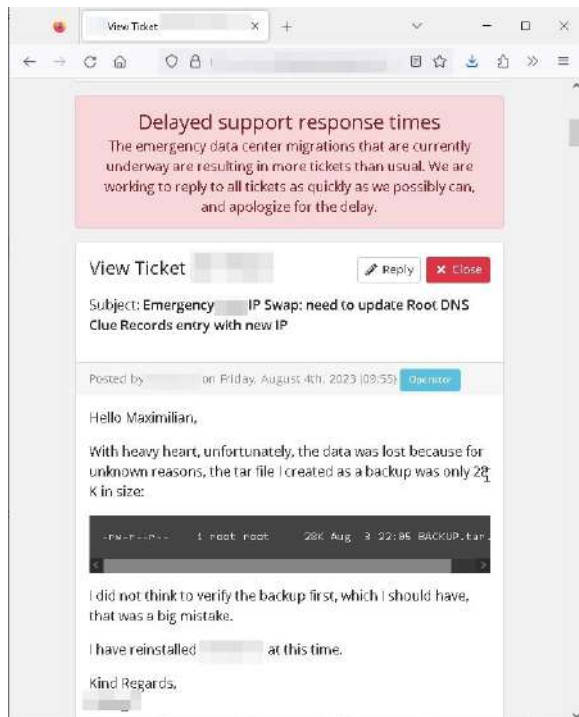 View Ticket
Delayed support response times
The emergency data center migrations that are currently
underway are resulting in more tickets than usual. We are
working to reply to all tickets as quickly as we possibly can,
and apologize for the delay.
View Ticket
Reply
Close
Subject: Emergency IP Swap: need to update Root DNS
Clue Records entry with new IP
Posted by on Friday, August 4th, 2023 (09:55)
Operator
Hello Maximilian,
With heavy heart, unfortunately, the data was lost because for
unknown reasons, the tar file I created as a backup was only 28
K in size:
-rw-r--r-- 1 root root 28K Aug 3 22:05 BACKUP.tar.
I did not think to verify the backup first, which I should have,
that was a big mistake.
I have reinstalled at this time.
Kind Regards,